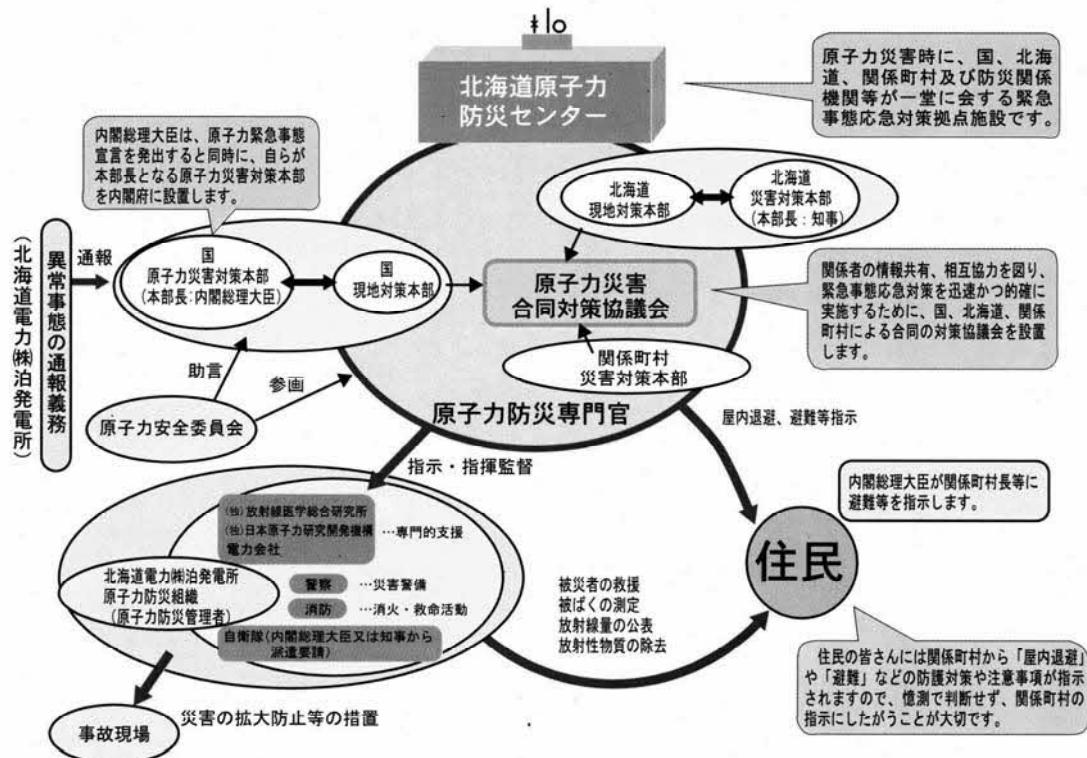 北海道原子力
防災センター
原子力災害時に、国、北海
道、関係町村及び防災関係
機関等が一堂に会する緊急
事態応急対策拠点施設です。
内閣総理大臣は、原子力緊急事態
宣言を発出すると同時に、自らが
本部長となる原子力災害対策本部
を内閣府に設置します。
北海道
現地対策本部
北海道
災害対策本部
(本部長：知事)
異常事態の通報義務
(北海道電力㈱泊発電所)
通報
国
原子力災害対策本部
(本部長:内閣総理大臣)
国
現地対策本部
原子力災害
合同対策協議会
関係者の情報共有、相互協力を図り、
緊急事態応急対策を迅速かつ的確に
実施するために、国、北海道、関係
町村による合同の対策協議会を設置
します。
関係町村
災害対策本部
助言
参画
原子力安全委員会
原子力防災専門官
屋内退避、避難等指示
指示・指揮監督
内閣総理大臣が関係町村長等に
避難等を指示します。
㈳放射線医学総合研究所
(独)日本原子力研究開発機構
電力会社
…専門的支援
北海道電力㈱泊発電所
原子力防災組織
(原子力防災管理者)
警察
…災害警備
消防
…消火・救命活動
自衛隊(内閣総理大臣又は知事から
派遣要請)
住民
被災者の救援
被ばくの測定
放射線量の公表
放射性物質の除去
住民の皆さんには関係町村から「屋内退避」
や「避難」などの防護対策や注意事項が指示
されますので、憶測で判断せず、関係町村の
指示にしたがうことが大切です。
災害の拡大防止等の措置
事故現場